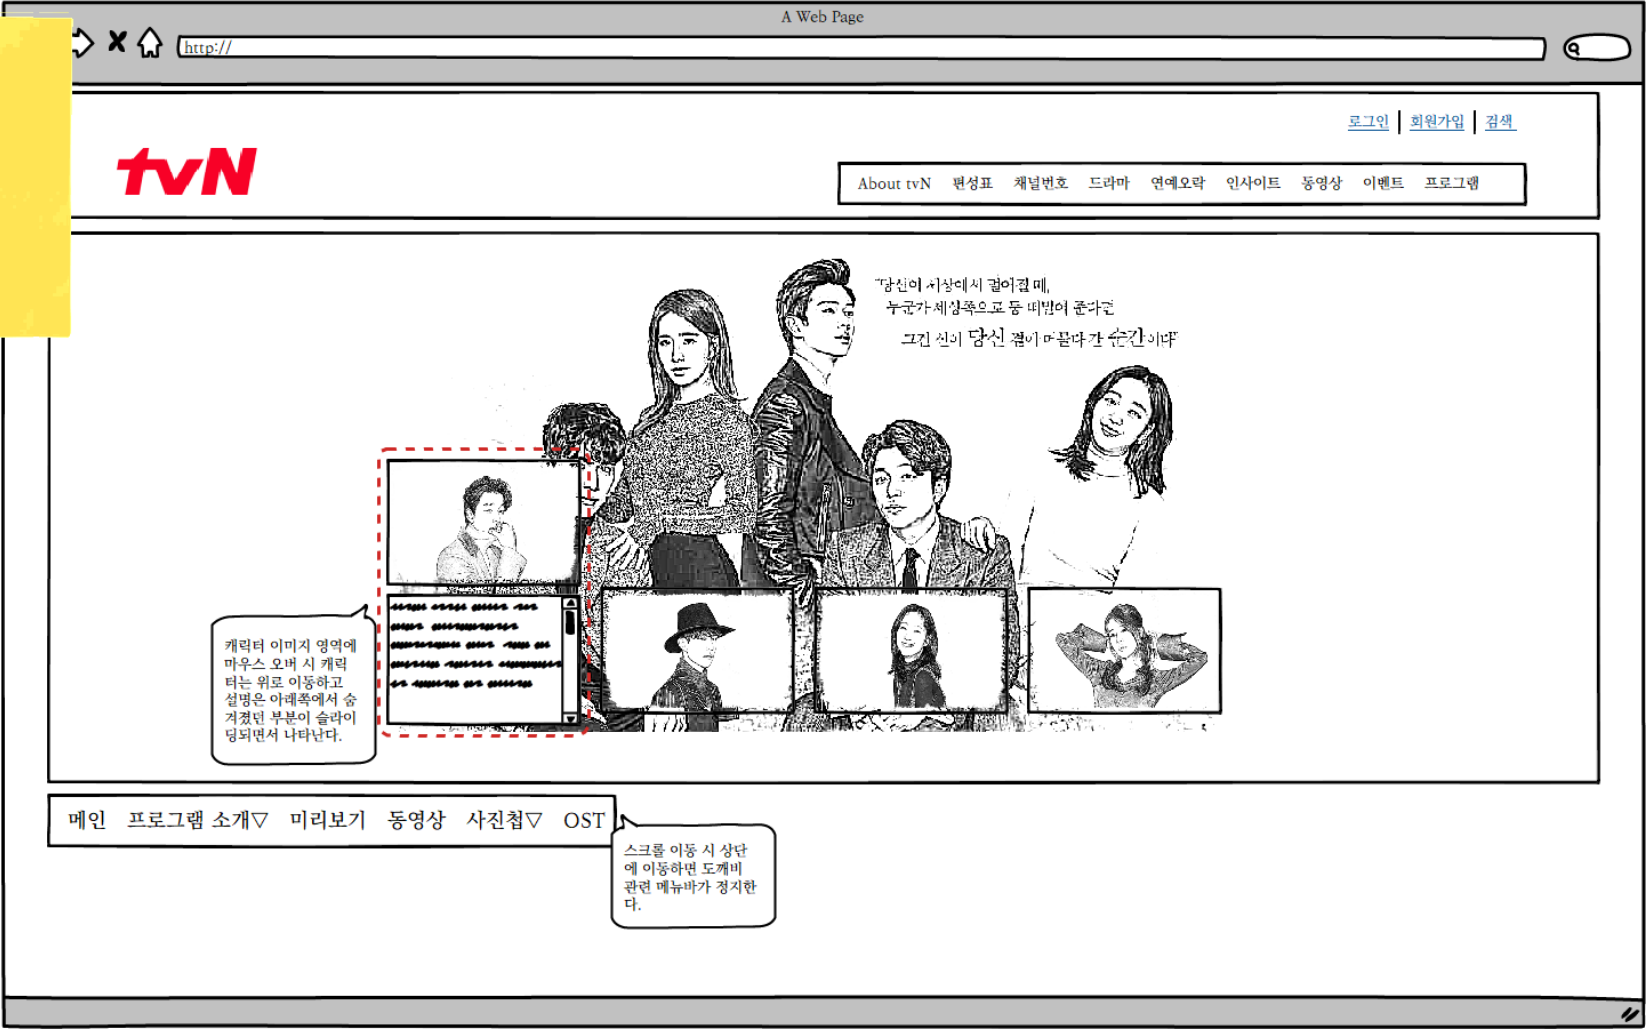 A Web Page
http://
로그인 회원가입 검색
tvN
About tvN 편성표 채널번호 드라마 연예오락 인사이트 동영상 이벤트 프로그램
"당신이 세상에서 멀어질 때,
누군가 세상쪽으로 등 떠밀어 준다면
그건 신이 당신 곁에 머물다 간 순간이다"
캐릭터 이미지 영역에
마우스 오버 시 캐릭
터는 위로 이동하고
설명은 아래쪽에서 숨
겨졌던 부분이 슬라이
딩되면서 나타난다.
메인 프로그램 소개▽ 미리보기 동영상 사진첩▽ OST
스크롤 이동 시 상단
에 이동하면 도깨비
관련 메뉴바가 정지한
다.